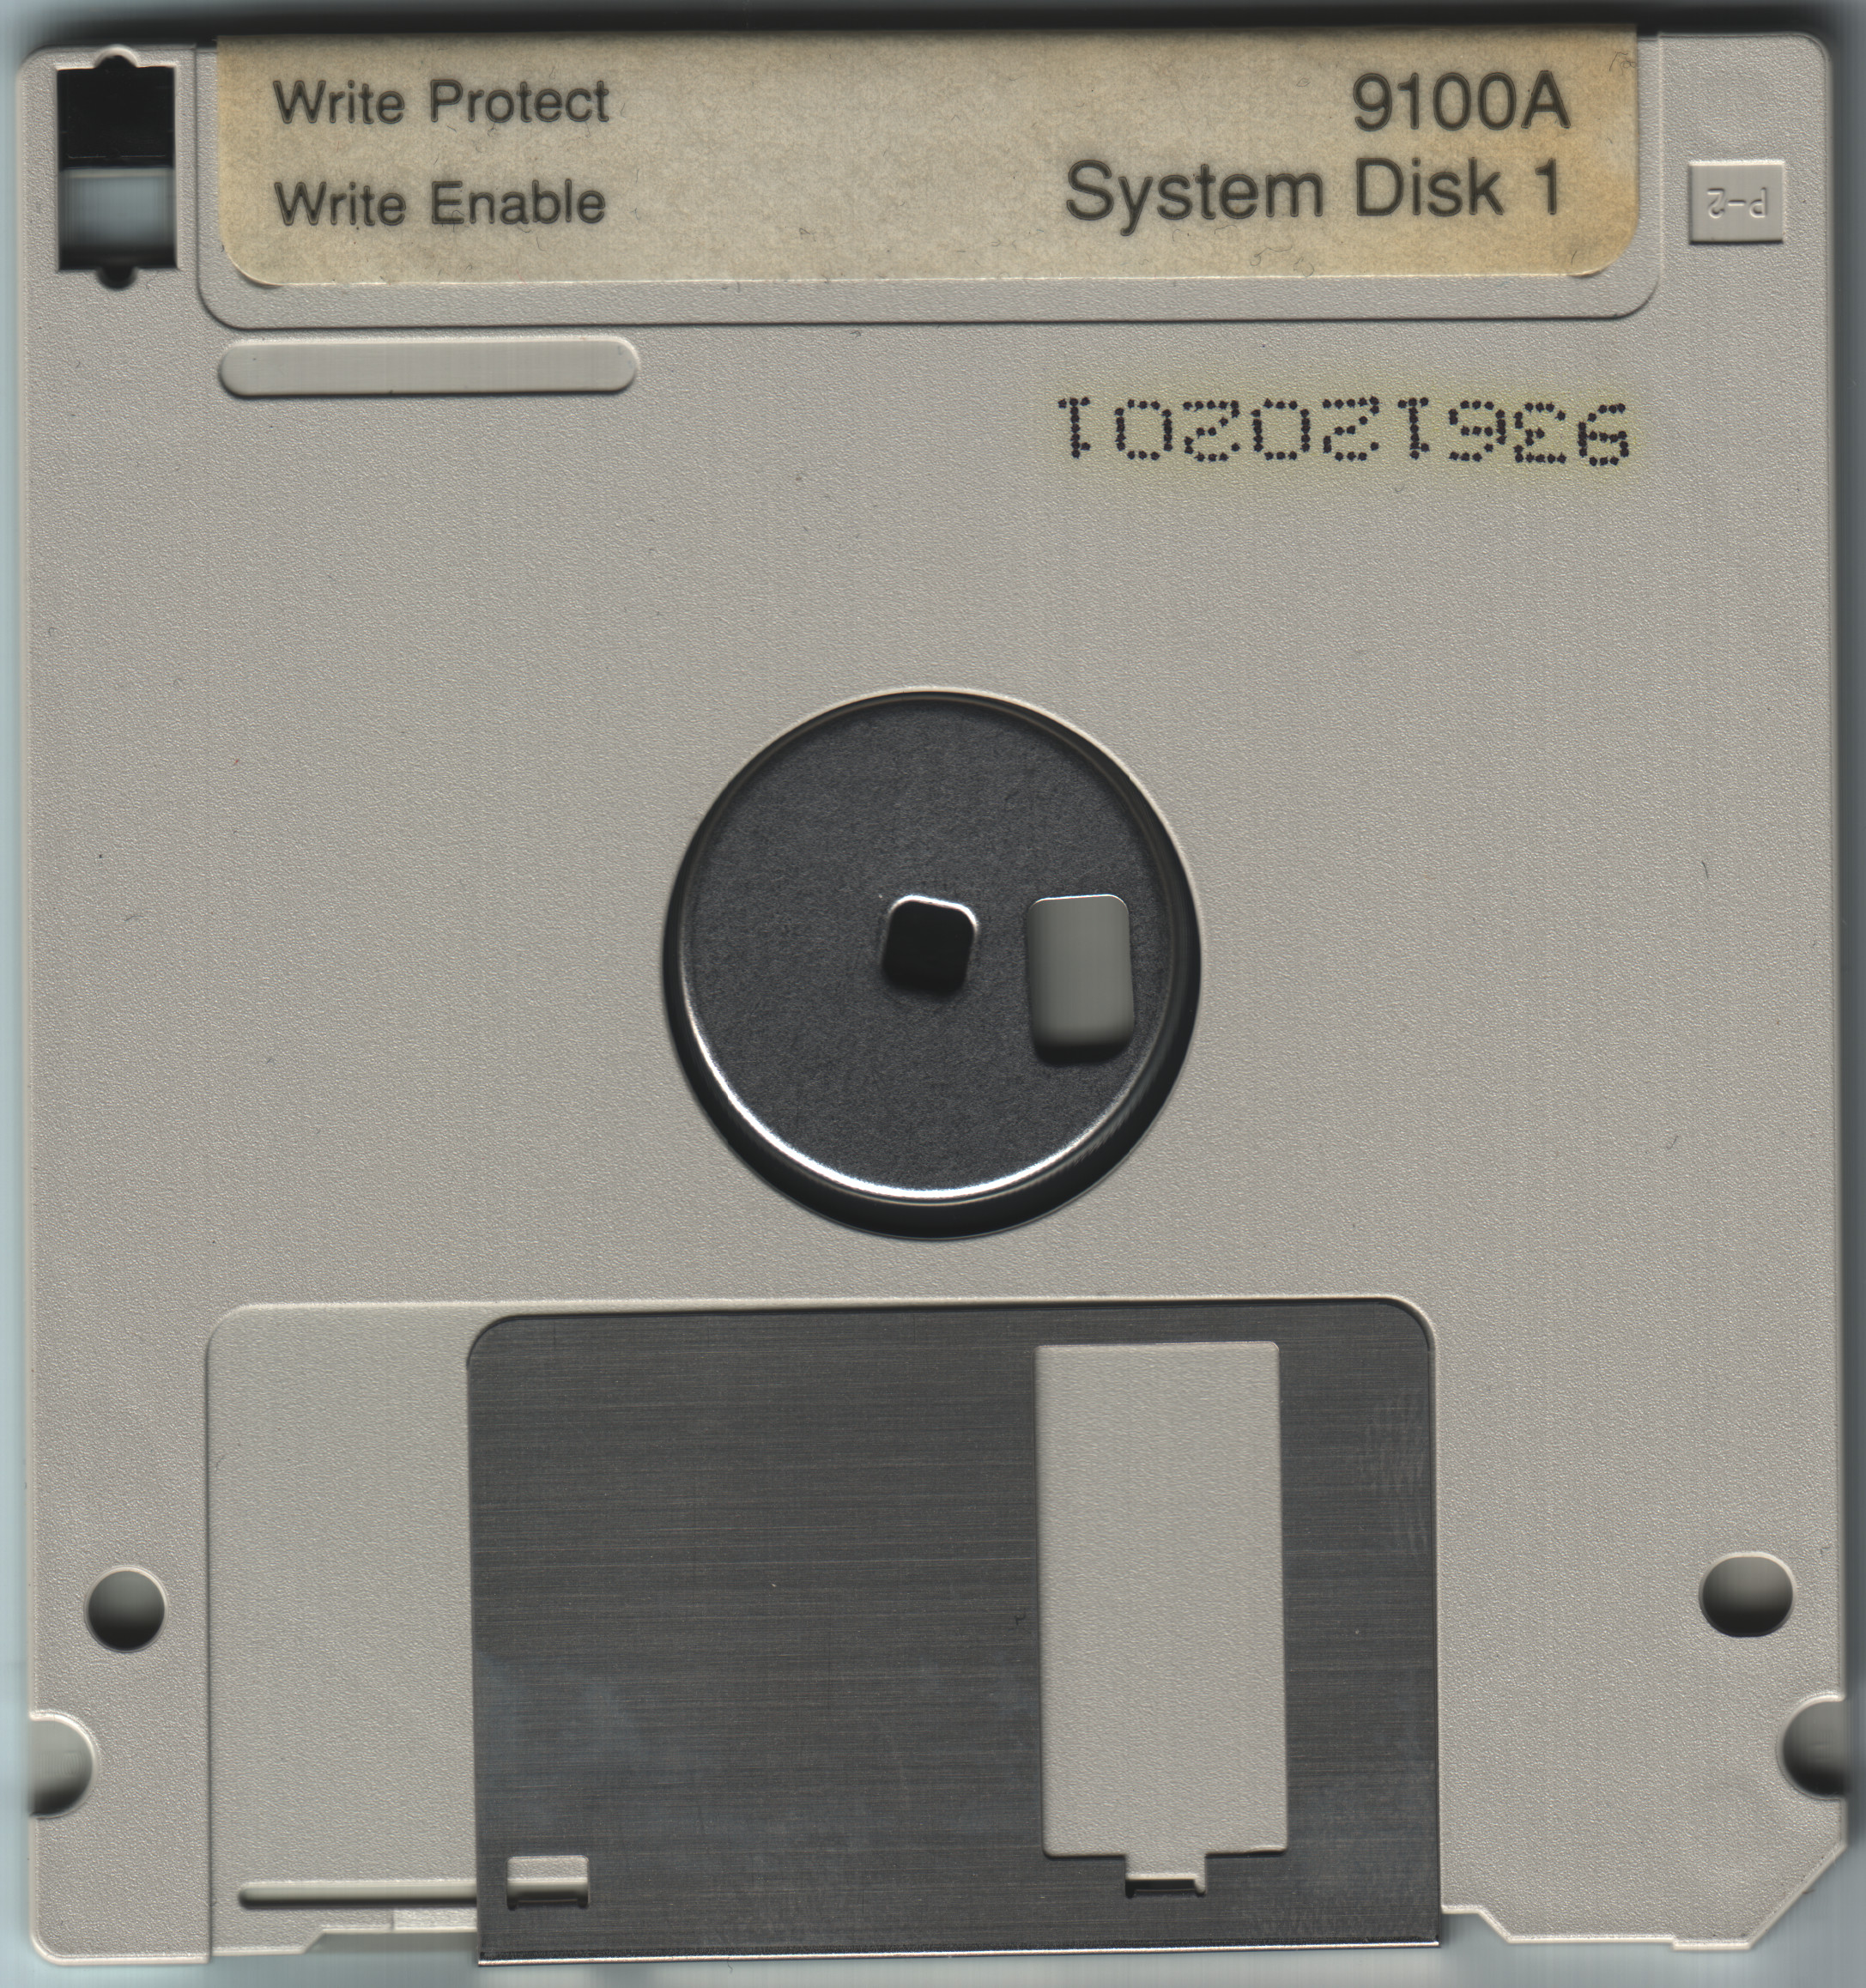 Write Protect
Write Enable
9100A
System Disk 1
P-2
936120201